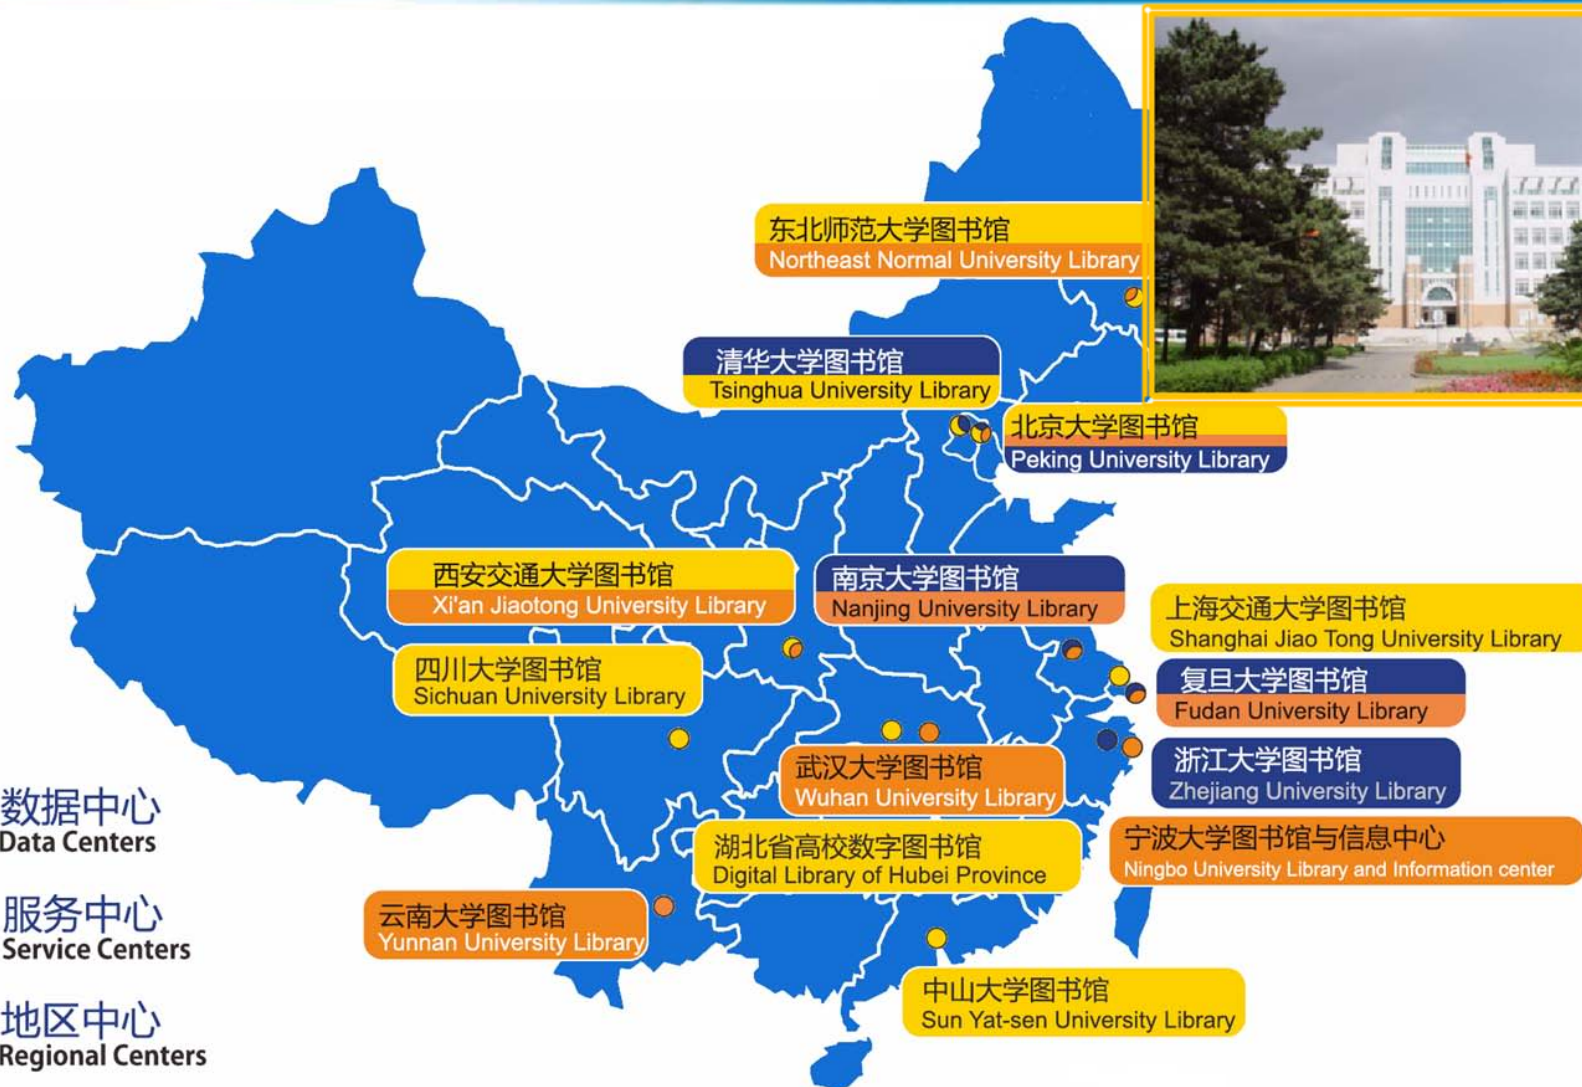 东北师范大学图书馆
Northeast Normal University Library
清华大学图书馆
Tsinghua University Library
北京大学图书馆
Peking University Library
西安交通大学图书馆
Xi'an Jiaotong University Library
南京大学图书馆
Nanjing University Library
上海交通大学图书馆
Shanghai Jiao Tong University Library
四川大学图书馆
Sichuan University Library
复旦大学图书馆
Fudan University Library
浙江大学图书馆
Zhejiang University Library
武汉大学图书馆
Wuhan University Library
数据中心
Data Centers
湖北省高校数字图书馆
Digital Library of Hubei Province
宁波大学图书馆与信息中心
Ningbo University Library and Information center
服务中心
Service Centers
云南大学图书馆
Yunnan University Library
中山大学图书馆
Sun Yat-sen University Library
地区中心
Regional Centers